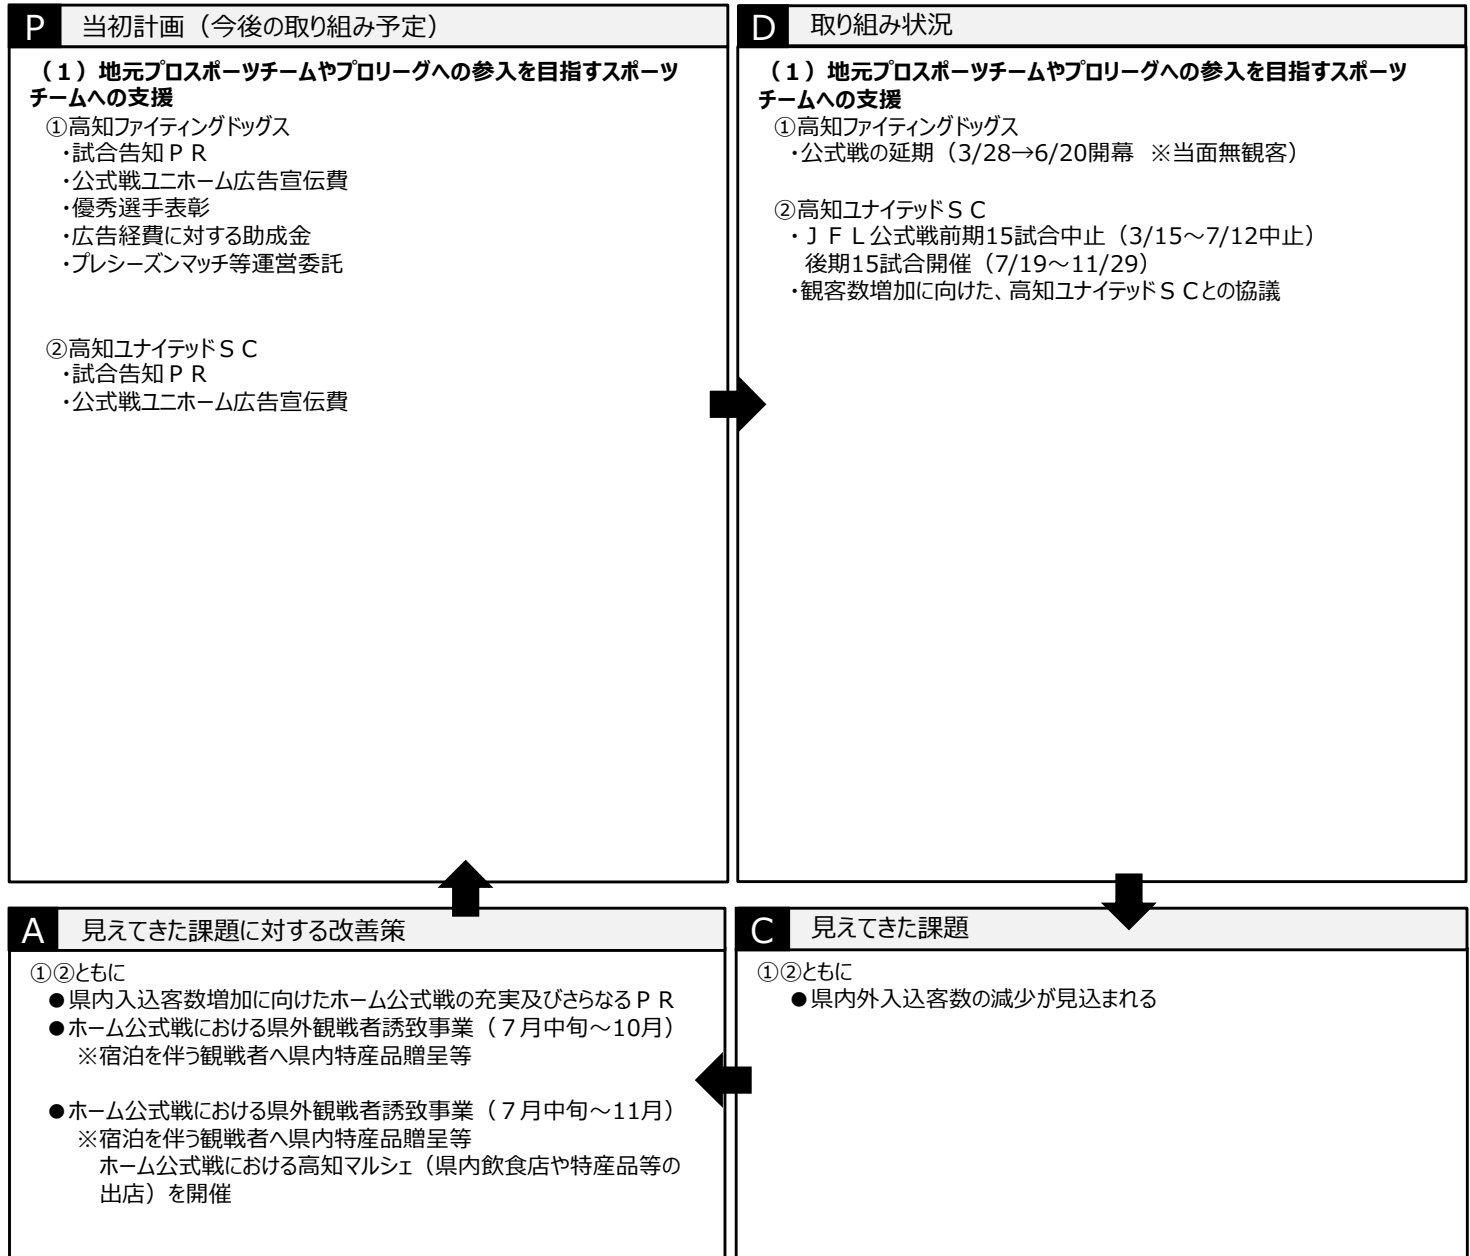 P 当初計画（今後の取り組み予定）
（１）地元プロスポーツチームやプロリーグへの参入を目指すスポーツ
チームへの支援
①高知ファイティングドッグス
・試合告知ＰＲ
・公式戦ユニホーム広告宣伝費
・優秀選手表彰
・広告経費に対する助成金
・プレシーズンマッチ等運営委託
②高知ユナイテッドＳＣ
・試合告知ＰＲ
・公式戦ユニホーム広告宣伝費
D 取り組み状況
（１）地元プロスポーツチームやプロリーグへの参入を目指すスポーツ
チームへの支援
①高知ファイティングドッグス
・公式戦の延期（3/28→6/20開幕　※当面無観客）
②高知ユナイテッドＳＣ
・ＪＦＬ公式戦前期15試合中止（3/15～7/12中止）
後期15試合開催（7/19～11/29）
・観客数増加に向けた、高知ユナイテッドＳＣとの協議
C 見えてきた課題
①②ともに
●県内外入込客数の減少が見込まれる
A 見えてきた課題に対する改善策
①②ともに
●県内入込客数増加に向けたホーム公式戦の充実及びさらなるＰＲ
●ホーム公式戦における県外観戦者誘致事業（７月中旬～10月）
※宿泊を伴う観戦者へ県内特産品贈呈等
●ホーム公式戦における県外観戦者誘致事業（７月中旬～11月）
※宿泊を伴う観戦者へ県内特産品贈呈等
ホーム公式戦における高知マルシェ（県内飲食店や特産品等の
出店）を開催